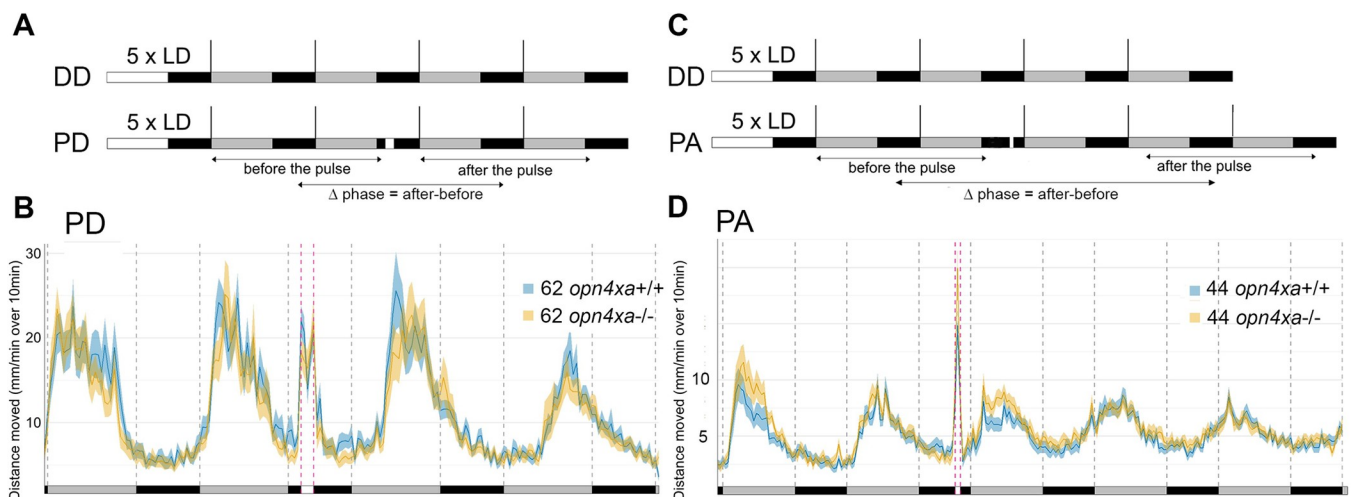 A
5 x LD
DD
5 x LD
PD
before the pulse
after the pulse
Δ phase = after-before
B
PD
Distance moved (mm/min over 10min)
30
20
10
62 opn4xa+/+
62 opn4xa-/-
C
5 x LD
DD
5 x LD
PA
before the pulse
after the pulse
Δ phase = after-before
D
PA
Distance moved (mm/min over 10min)
10
5
44 opn4xa+/+
44 opn4xa-/-